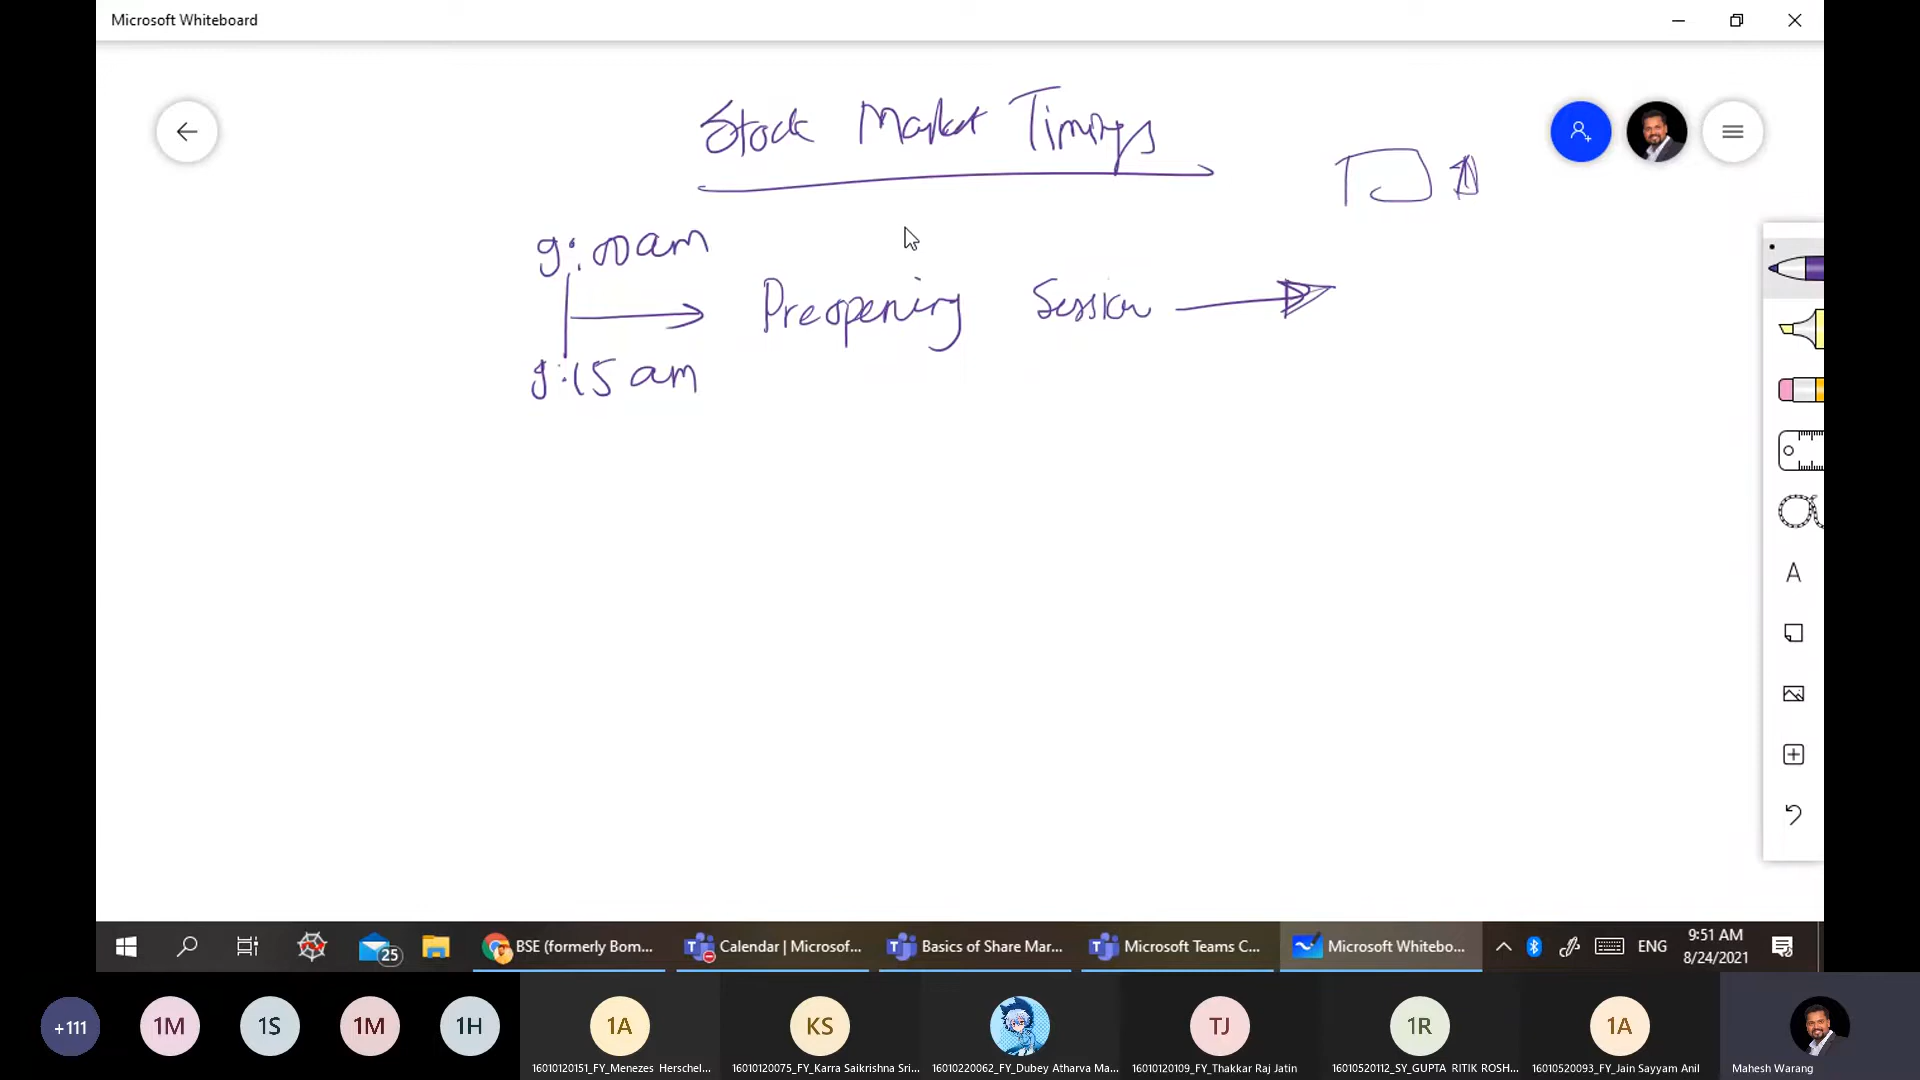 Microsoft Whiteboard
Stock Market Timings
9:00am
Preopening Session
9:15 am
A
25
BSE (formerly Bom...
Calendar | Microsof...
Basics of Share Mar...
Microsoft Teams C...
Microsoft Whitebo...
ENG
9:51 AM
8/24/2021
+111
1M
1S
1M
1H
1A
KS
TJ
1R
1A
16010120151_FY_Menezes Herschel...
16010120075_FY_Karra Saikrishna Sri...
16010220062_FY_Dubey Atharva Ma...
16010120109_FY_Thakkar Raj Jatin
16010520112_SY_GUPTA RITIK ROSH...
16010520093_FY_Jain Sayyam Anil
Mahesh Warang